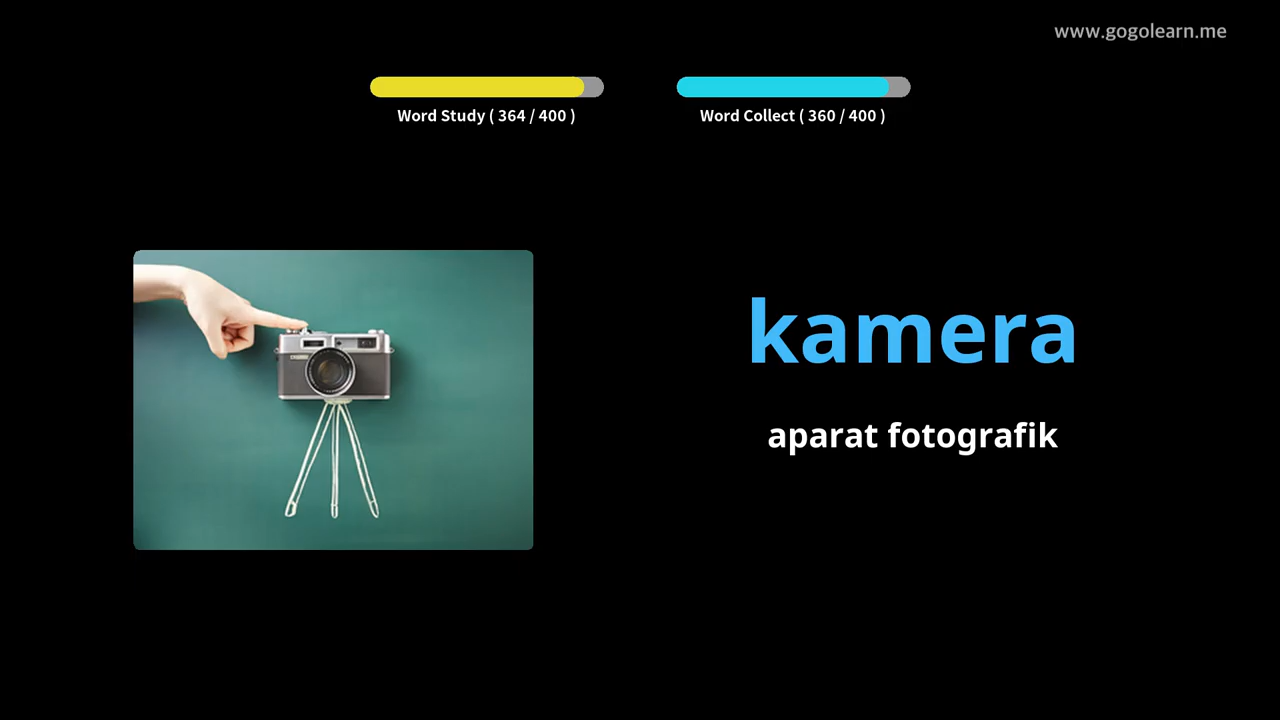 www.gogolearn.me
Word Study ( 364 / 400 )
Word Collect ( 360 / 400 )
kamera
aparat fotografik